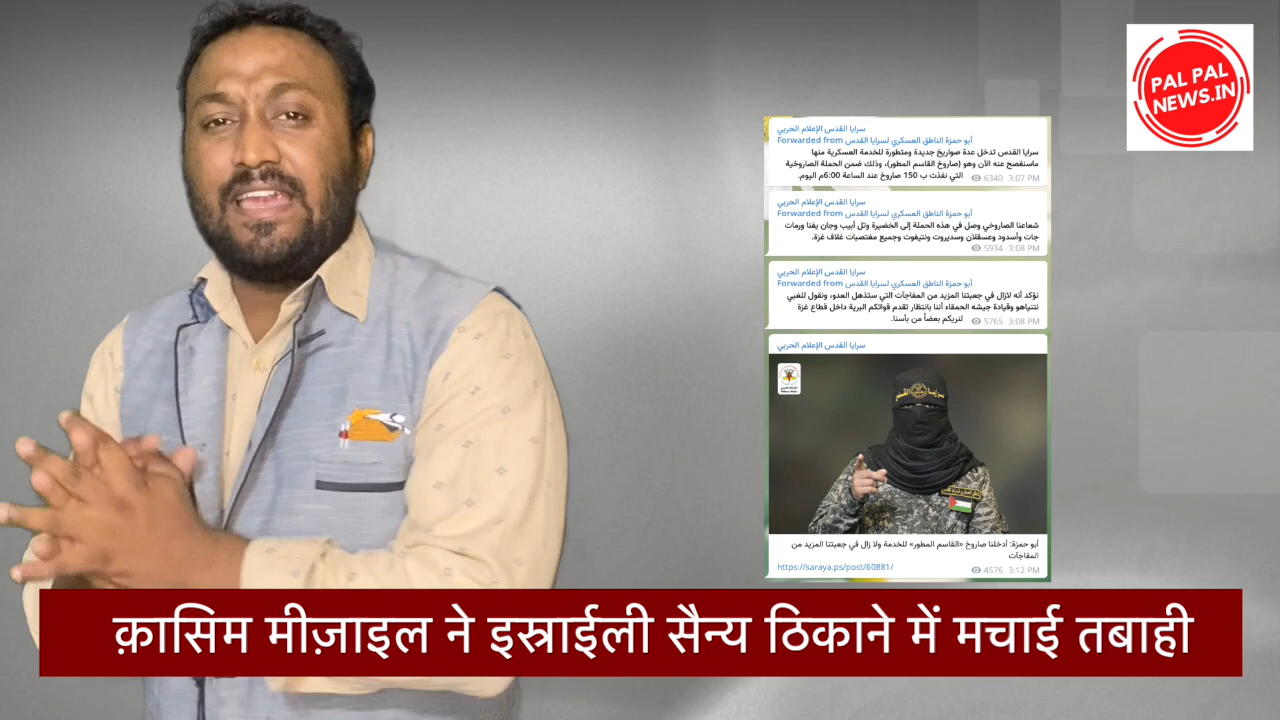 PAL PAL
NEWS.IN
سرايا القدس الإعلام الحربي
Forwarded from أبو حمزة الناطق العسكري لسرايا القدس
سرايا القدس تدخل عدة صواريخ جديدة ومتطورة للخدمة العسكرية منها
ماسنفصح عنه الآن وهو (صاروخ القاسم المطور)، وذلك ضمن الحملة الصاروخية
التي نفذت ب 150 صاروخ عند الساعة 6:00م اليوم.
6340 3:07 PM
سرايا القدس الإعلام الحربي
Forwarded from أبو حمزة الناطق العسكري لسرايا القدس
شعاعنا الصاروخي وصل في هذه الحملة إلى الخضيرة وتل أبيب وجان يفنا ورمات
جات وأسدود وعسقلان وسديروت ونتيفوت وجميع مغتصبات غلاف غزة.
5934 3:08 PM
سرايا القدس الإعلام الحربي
Forwarded from أبو حمزة الناطق العسكري لسرايا القدس
نؤكد أنه لازال في جعبتنا المزيد من المفاجآت التي ستذهل العدو، ونقول للغبي
نتنياهو وقيادة جيشه الحمقاء أننا بانتظار تقدم قواتكم البرية داخل قطاع غزة
لنريكم بعضاً من بأسنا.
5765 3:08 PM
سرايا القدس الإعلام الحربي
أبو حمزة: أدخلنا صاروخ «القاسم المطور» للخدمة ولا زال في جعبتنا المزيد من
المفاجآت
https://saraya.ps/post/60881/
4576 3:12 PM
क़ासिम मीज़ाइल ने इस्राईली सैन्य ठिकाने में मचाई तबाही